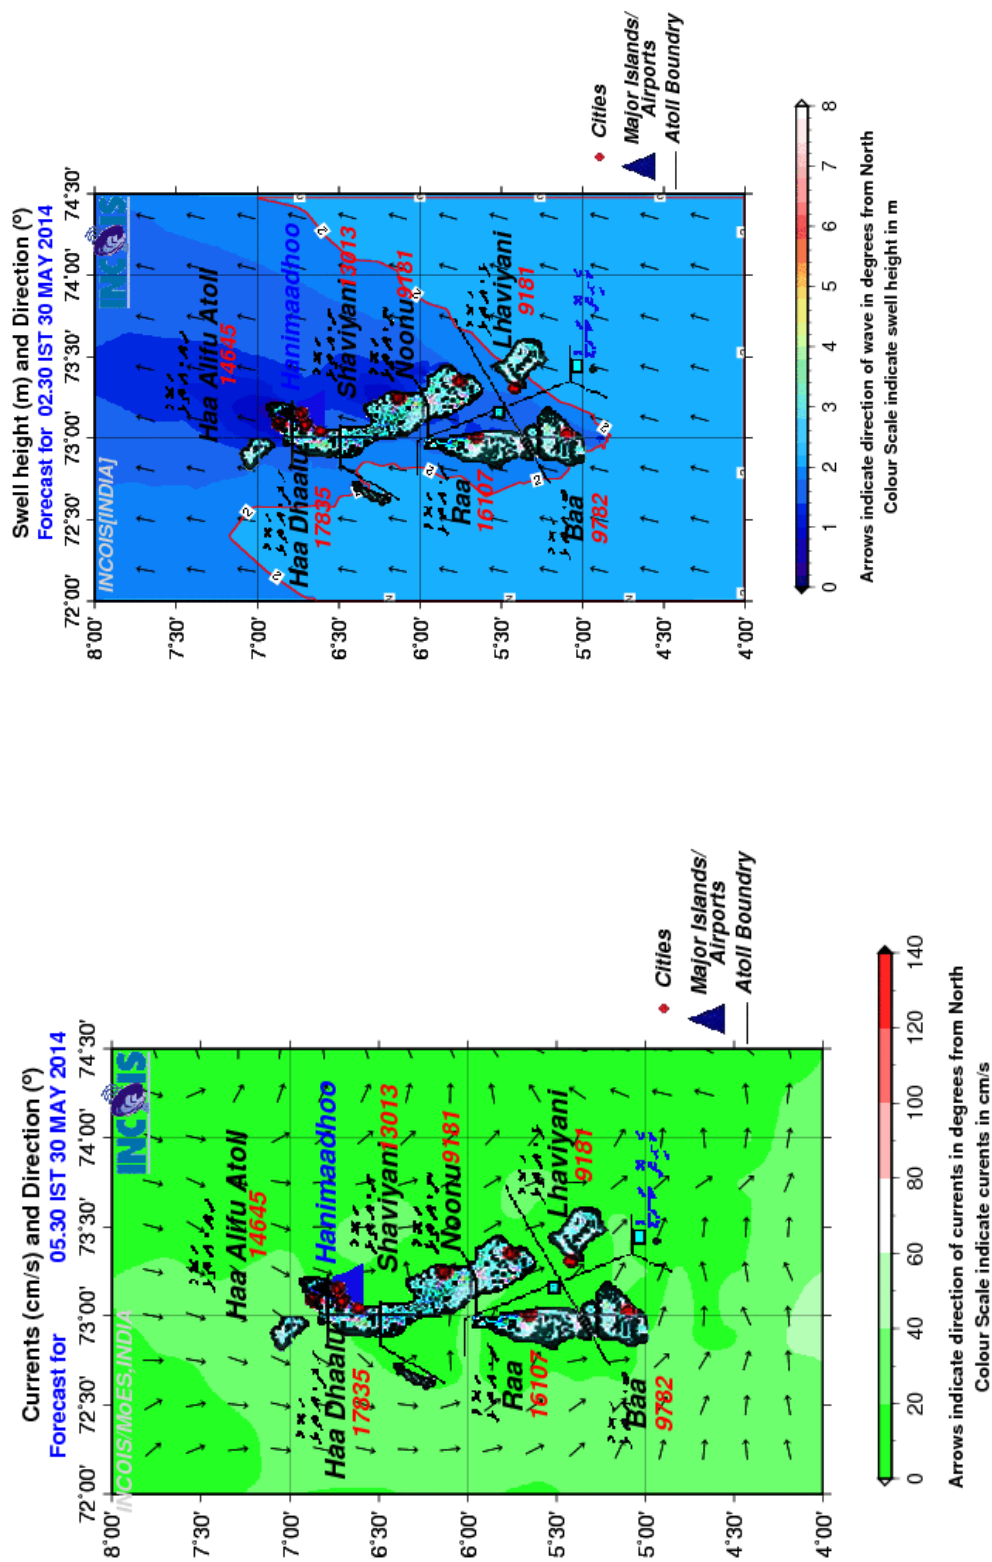 Currents (cm/s) and Direction (º)
Forecast for 05.30 IST 30 MAY 2014
INCOIS/MoES,INDIA
INCOIS
8°00'
7°30'
7°00'
6°30'
6°00'
5°30'
5°00'
4°30'
4°00'
72°00'
72°30'
73°00'
73°30'
74°00'
74°30'
Haa Alifu Atoll
14645
Hanimaadhoo
Haa Dhaalu
17835
Shaviyani
13013
Noonu
9181
Raa
16107
Lhaviyani
9181
Baa
9782
Cities
Major Islands/
Airports
Atoll Boundry
0 20 40 60 80 100 120 140
Arrows indicate direction of currents in degrees from North
Colour Scale indicate curents in cm/s
Swell height (m) and Direction (º)
Forecast for 02.30 IST 30 MAY 2014
INCOIS[INDIA]
INCOIS
8°00'
7°30'
7°00'
6°30'
6°00'
5°30'
5°00'
4°30'
4°00'
72°00'
72°30'
73°00'
73°30'
74°00'
74°30'
Haa Alifu Atoll
14645
Hanimaadhoo
Haa Dhaalu
17835
Shaviyani
13013
Noonu
9181
Raa
16107
Lhaviyani
9181
Baa
9782
2
2
2
2
2
2
2
2
Cities
Major Islands/
Airports
Atoll Boundry
0 1 2 3 4 5 6 7 8
Arrows indicate direction of wave in degrees from North
Colour Scale indicate swell height in m